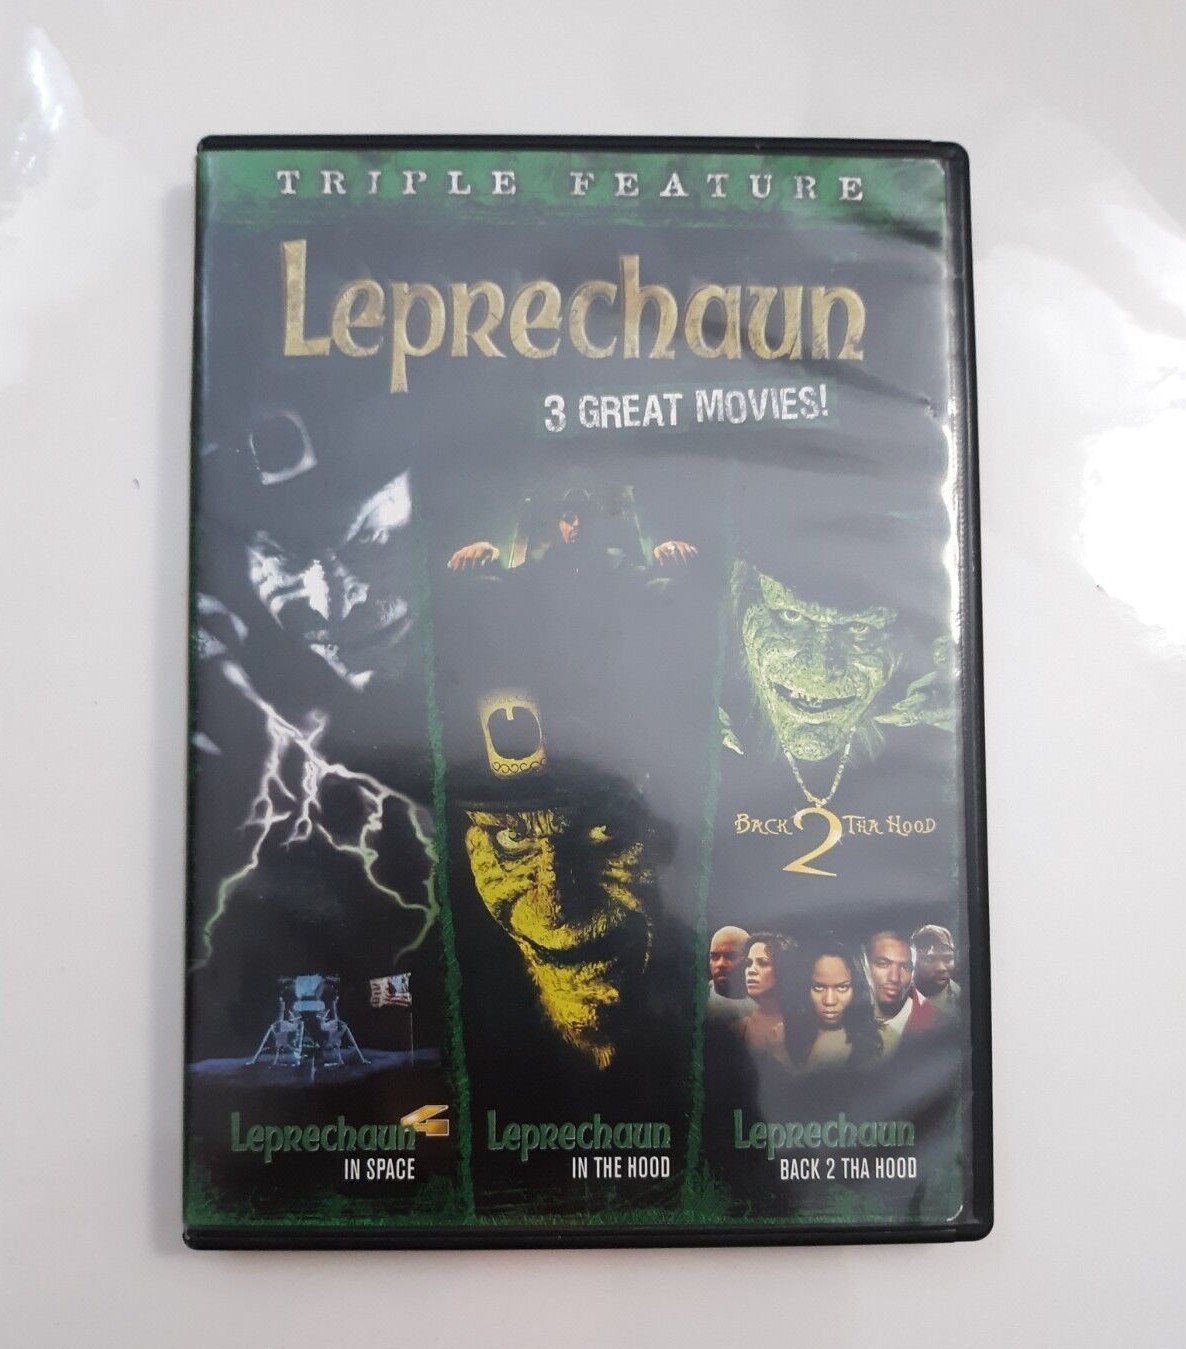 TRIPLE FEATURE
Leprechaun
3 GREAT MOVIES!
BACK 2 THA HOOD
Leprechaun 4
IN SPACE
Leprechaun
IN THE HOOD
Leprechaun
BACK 2 THA HOOD